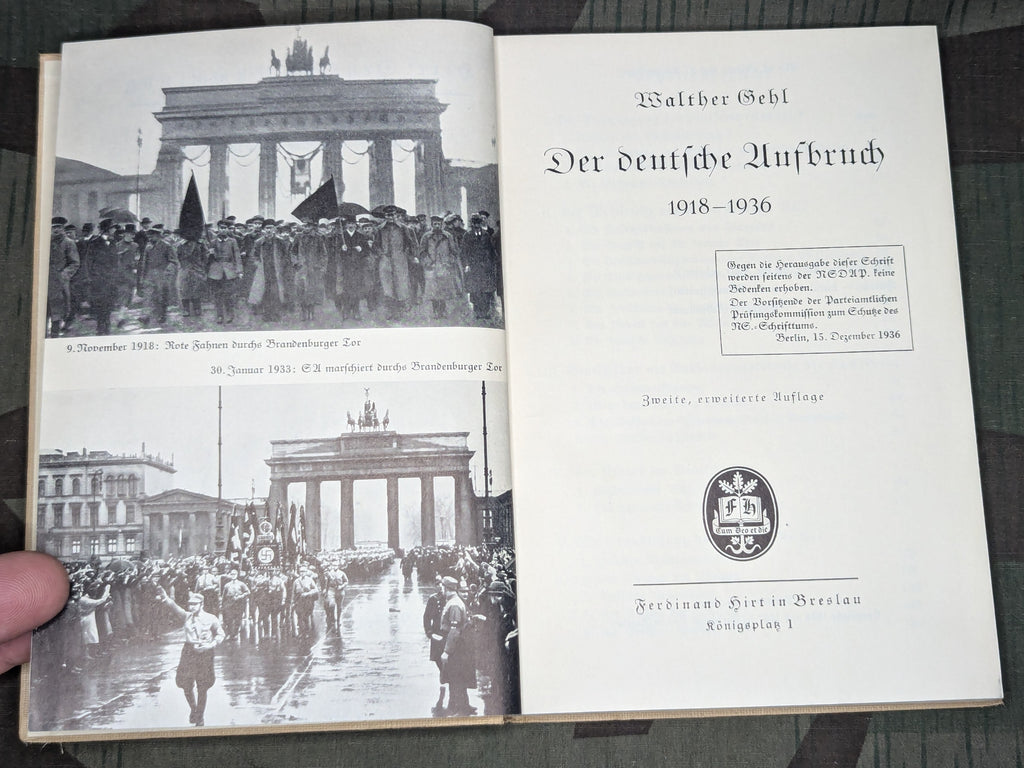 9. November 1918: Rote Fahnen durchs Brandenburger Tor
30. Januar 1933: SA marschiert durchs Brandenburger Tor
Walther Gehl
Der deutsche Aufbruch
1918–1936
Gegen die Herausgabe dieser Schrift
werden seitens der NSDAP. keine
Bedenken erhoben.
Der Vorsitzende der Parteiamtlichen
Prüfungskommission zum Schutze des
NS.-Schrifttums.
Berlin, 15. Dezember 1936
Zweite, erweiterte Auflage
F H
Cum Deo et die
Ferdinand Hirt in Breslau
Königsplatz 1